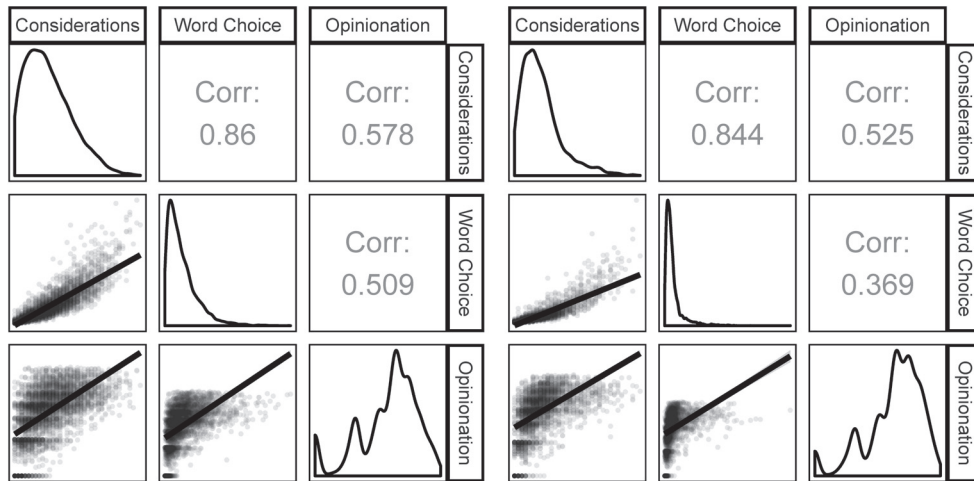 Considerations
Word Choice
Opinionation
Corr:
0.86
Corr:
0.578
Considerations
Corr:
0.509
Word Choice
Opinionation
Considerations
Word Choice
Opinionation
Corr:
0.844
Corr:
0.525
Considerations
Corr:
0.369
Word Choice
Opinionation